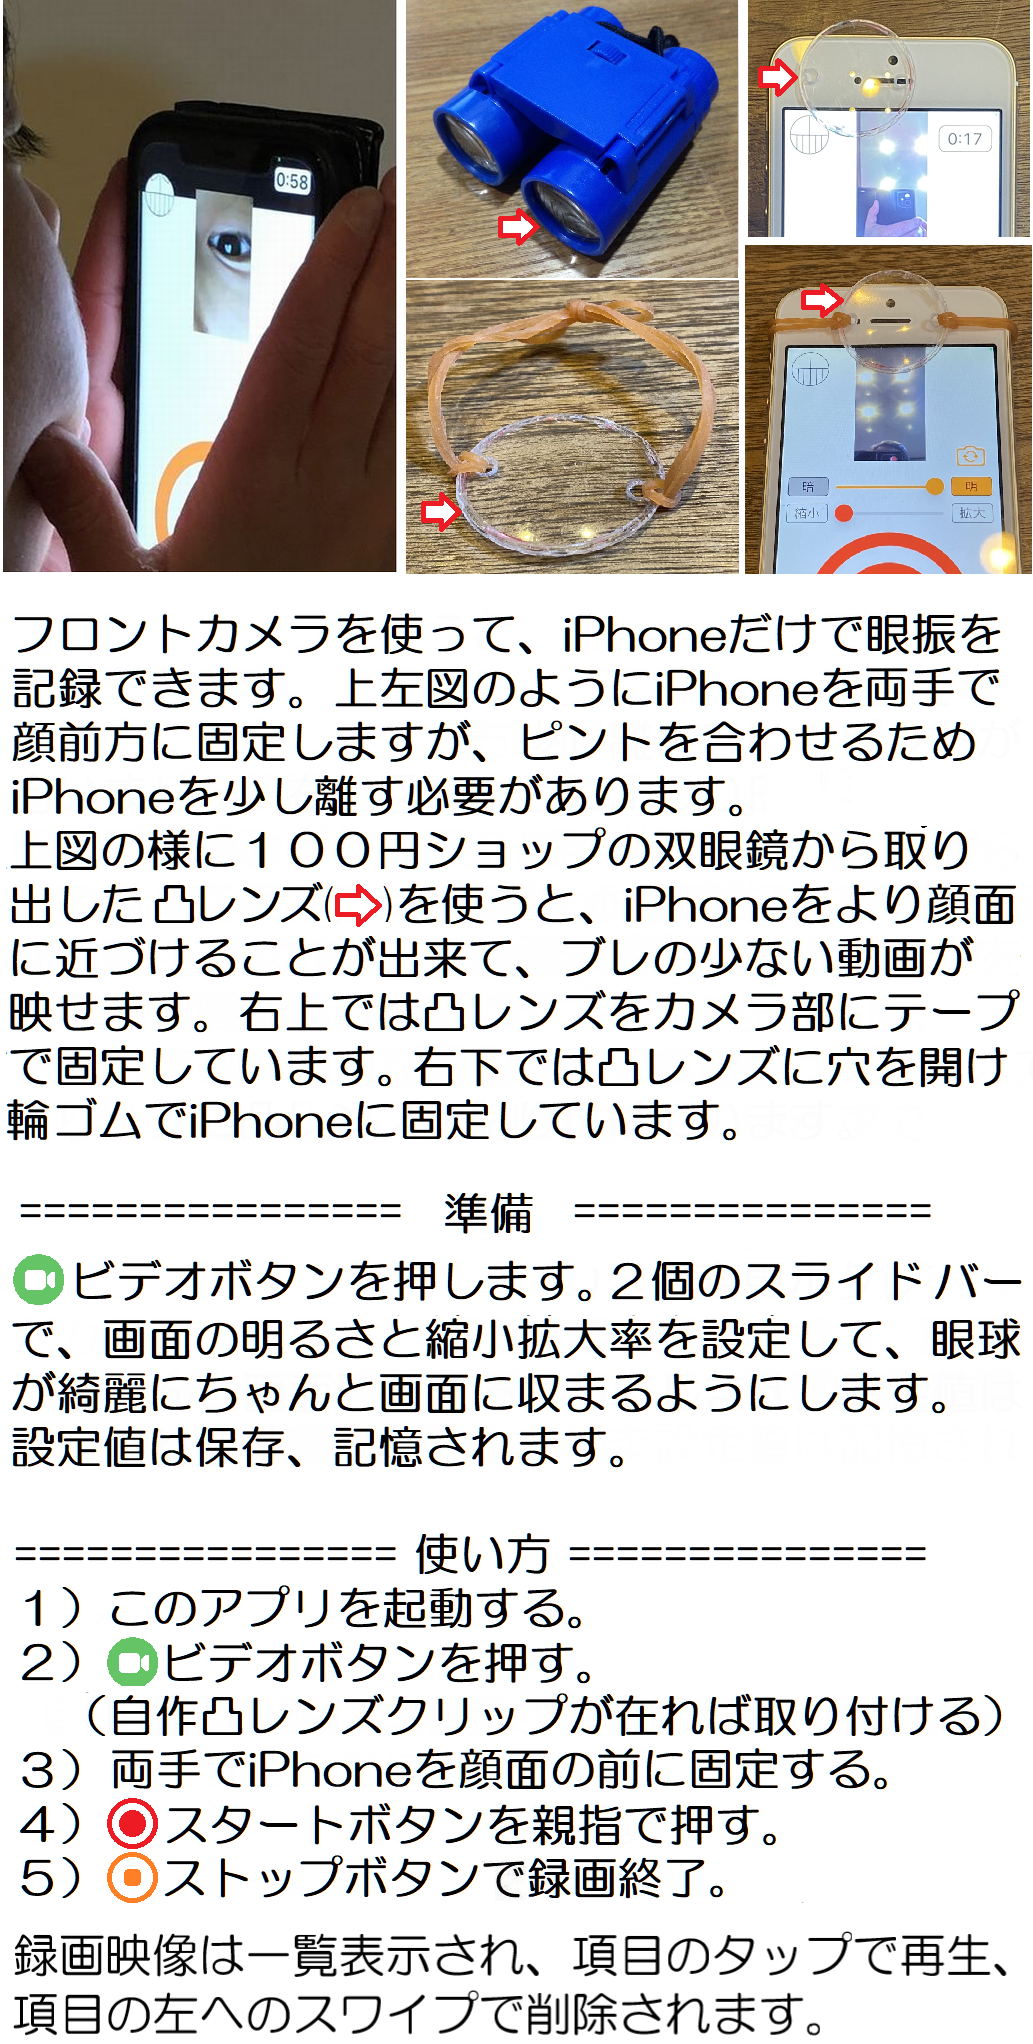 0:58
0:17
暗
明
縮小
拡大
フロントカメラを使って、iPhoneだけで眼振を
記録できます。上左図のようにiPhoneを両手で
顔前方に固定しますが、ピントを合わせるため
iPhoneを少し離す必要があります。
上図の様に１００円ショップの双眼鏡から取り
出した凸レンズ(⇨)を使うと、iPhoneをより顔面
に近づけることが出来て、ブレの少ない動画が
映せます。右上では凸レンズをカメラ部にテープ
で固定しています。右下では凸レンズに穴を開け
輪ゴムでiPhoneに固定しています。
================ 準備 ===============
ビデオボタンを押します。２個のスライドバー
で、画面の明るさと縮小拡大率を設定して、眼球
が綺麗にちゃんと画面に収まるようにします。
設定値は保存、記憶されます。
================ 使い方 ===============
１）このアプリを起動する。
２）ビデオボタンを押す。
（自作凸レンズクリップが在れば取り付ける）
３）両手でiPhoneを顔面の前に固定する。
４）スタートボタンを親指で押す。
５）ストップボタンで録画終了。
録画映像は一覧表示され、項目のタップで再生、
項目の左へのスワイプで削除されます。